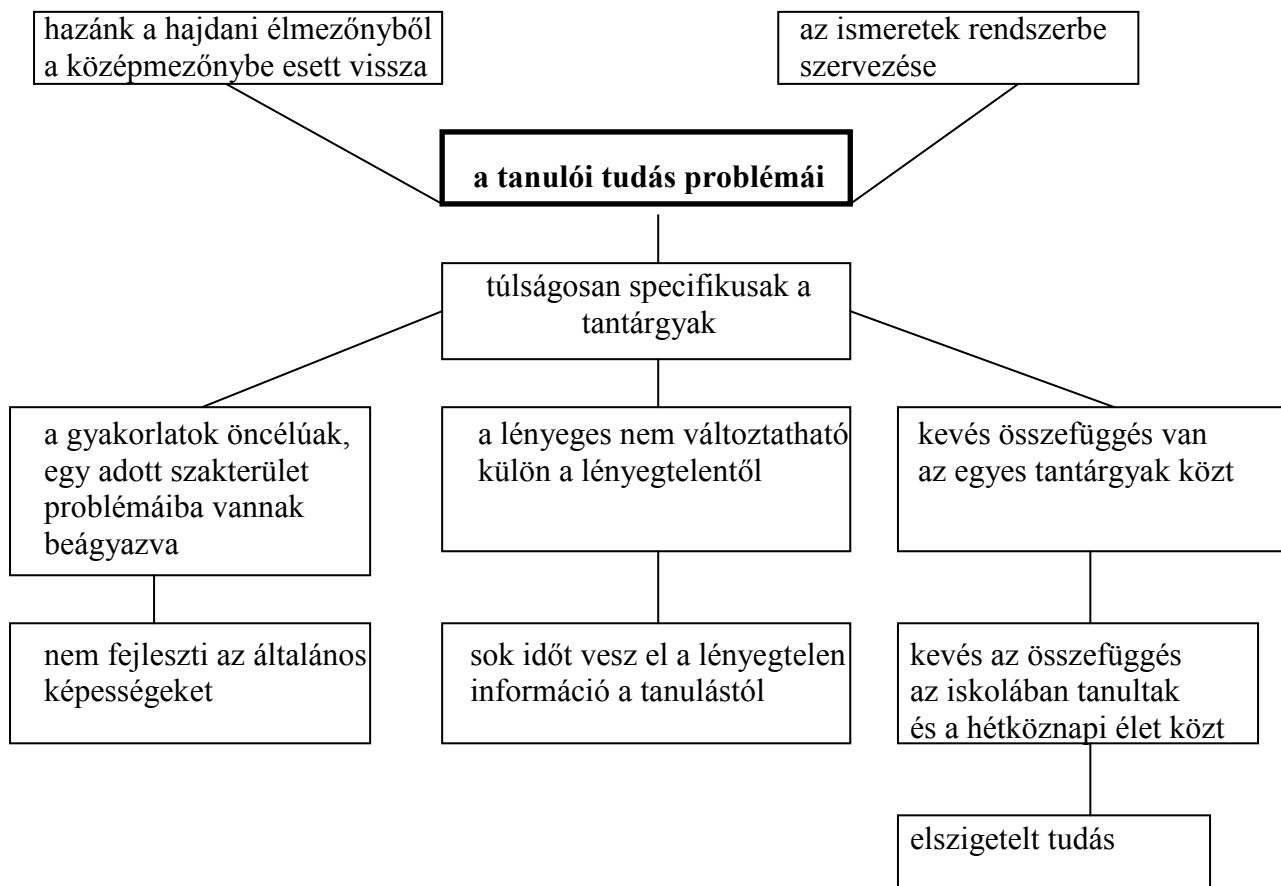 hazánk a hajdani élmezőnyből
a középmezőnybe esett vissza
az ismeretek rendszerbe
szervezése
a tanulói tudás problémái
túlságosan specifikusak a
tantárgyak
a gyakorlatok öncélúak,
egy adott szakterület
problémáiba vannak
beágyazva
a lényeges nem változtatható
külön a lényegtelentől
kevés összefüggés van
az egyes tantárgyak közt
nem fejleszti az általános
képességeket
sok időt vesz el a lényegtelen
információ a tanulástól
kevés az összefüggés
az iskolában tanultak
és a hétköznapi élet közt
elszigetelt tudás